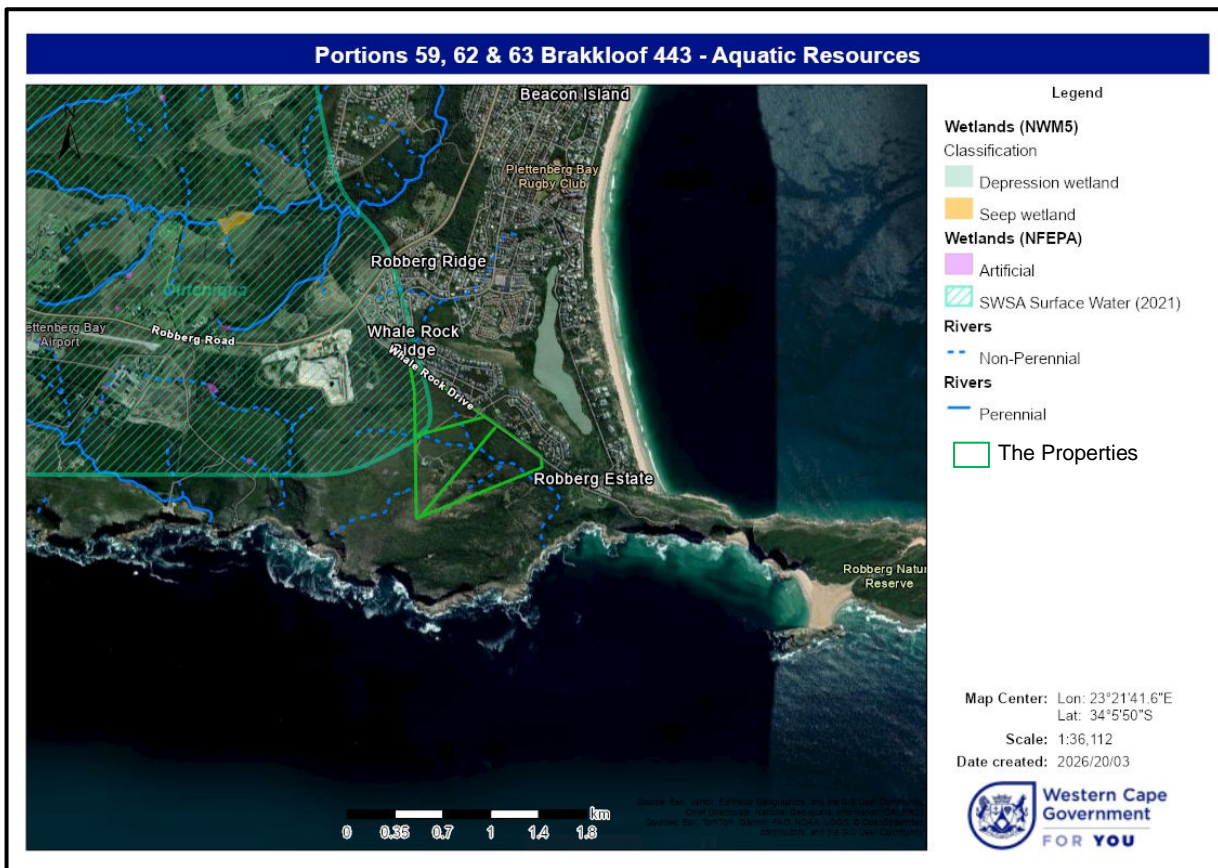 Portions 59, 62 & 63 Brakkloof 443 - Aquatic Resources
Beacon Island
Plettenberg Bay
Rugby Club
Robberg Ridge
Whale Rock
Ridge
Whale Rock Drive
Robberg Road
Airport
Robberg Estate
Robberg Natur
Reserve
km
0 0,35 0,7 1 1,4 1,8
Legend
Wetlands (NWM5)
Classification
Depression wetland
Seep wetland
Wetlands (NFEPA)
Artificial
SWSA Surface Water (2021)
Rivers
Non-Perennial
Rivers
Perennial
The Properties
Map Center: Lon: 23°21'41,6"E
Lat: 34°5'50"S
Scale: 1:36,112
Date created: 2026/20/03
Western Cape
Government
FOR YOU